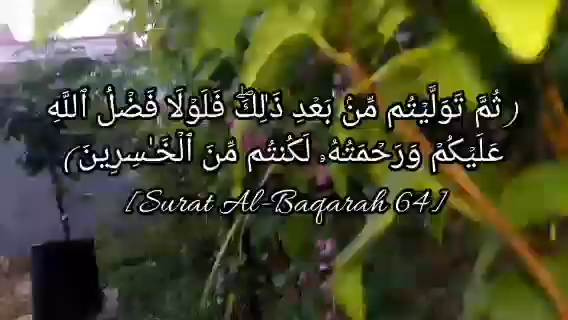 (ثُمَّ تَوَلَّيْتُم مِّنۢ بَعْدِ ذَٰلِكَۖ فَلَوْلَا فَضْلُ ٱللَّهِ
عَلَيْكُمْ وَرَحْمَتُهُۥ لَكُنتُم مِّنَ ٱلْخَٰسِرِينَ)
[Surat Al-Baqarah 64]